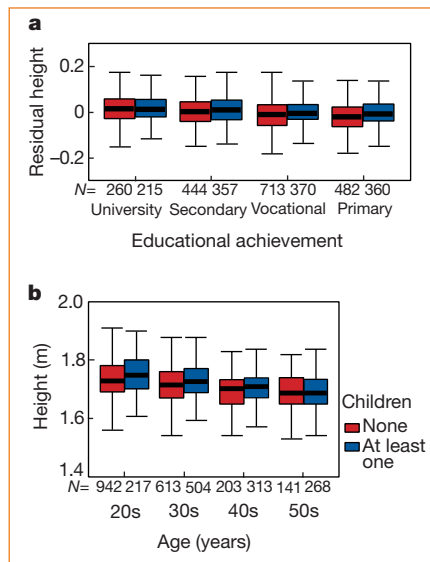 a
Residual height
0.2
0
–0.2
N= 260 215 444 357 713 370 482 360
University Secondary Vocational Primary
Educational achievement
b
Height (m)
2.0
1.8
1.6
1.4
Children
None
At least
one
N= 942 217 613 504 203 313 141 268
20s 30s 40s 50s
Age (years)